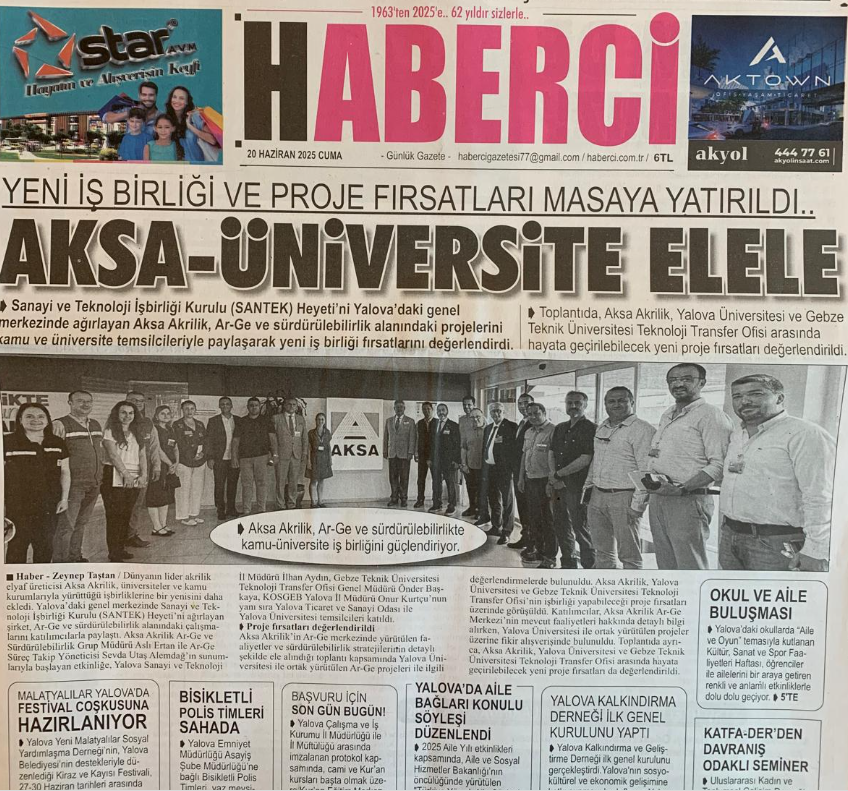 1963'ten 2025'e.. 62 yıldır sizlerle..
star AVM
Hayatın ve Alışverişin Keyfi
HABERCİ
AKTOWN
OFİS•YAŞAM•TİCARET
akyol
444 77 61
akyolinsaat.com
20 HAZİRAN 2025 CUMA
- Günlük Gazete - habercigazetesi77@gmail.com / haberci.com.tr / 6TL
YENİ İŞ BİRLİĞİ VE PROJE FIRSATLARI MASAYA YATIRILDI..
AKSA-ÜNİVERSİTE ELELE
Sanayi ve Teknoloji İşbirliği Kurulu (SANTEK) Heyeti'ni Yalova'daki genel
merkezinde ağırlayan Aksa Akrilik, Ar-Ge ve sürdürülebilirlik alanındaki projelerini
kamu ve üniversite temsilcileriyle paylaşarak yeni iş birliği fırsatlarını değerlendirdi.
Toplantıda, Aksa Akrilik, Yalova Üniversitesi ve Gebze
Teknik Üniversitesi Teknoloji Transfer Ofisi arasında
hayata geçirilebilecek yeni proje fırsatları değerlendirildi.
AKSA
Aksa Akrilik, Ar-Ge ve sürdürülebilirlikte
kamu-üniversite iş birliğini güçlendiriyor.
Haber - Zeynep Taştan / Dünyanın lider akrilik
elyaf üreticisi Aksa Akrilik, üniversiteler ve kamu
kurumlarıyla yürüttüğü işbirliklerine bir yenisini daha
ekledi. Yalova'daki genel merkezinde Sanayi ve Tek-
noloji İşbirliği Kurulu (SANTEK) Heyeti'ni ağırlayan
şirket, Ar-Ge ve sürdürülebilirlik alanındaki çalışma-
larını katılımcılarla paylaştı. Aksa Akrilik Ar-Ge ve
Sürdürülebilirlik Grup Müdürü Aslı Ertan ile Ar-Ge
Süreç Takip Yöneticisi Sevda Utaş Alemdağ'ın sunum-
larıyla başlayan etkinliğe, Yalova Sanayi ve Teknoloji
İl Müdürü İlhan Aydın, Gebze Teknik Üniversitesi
Teknoloji Transfer Ofisi Genel Müdürü Önder Baş-
kaya, KOSGEB Yalova İl Müdürü Onur Kurtçu'nun
yanı sıra Yalova Ticaret ve Sanayi Odası ile Yalova
Üniversitesi temsilcileri katıldı.
Proje fırsatları değerlendirildi
Aksa Akrilik'in Ar-Ge merkezinde yürütülen fa-
aliyetler ve sürdürülebilirlik stratejilerinin detaylı
şekilde ele alındığı toplantı kapsamında Yalova Üni-
versitesi ile ortak yürütülen Ar-Ge projeleri ile ilgili
değerlendirmelerde bulunuldu. Aksa Akrilik, Yalova
Üniversitesi ve Gebze Teknik Üniversitesi Teknoloji
Transfer Ofisi'nin işbirliği yapabileceği proje fırsatları
üzerinde görüşüldü. Katılımcılar, Aksa Akrilik Ar-Ge
Merkezi'nin mevcut faaliyetleri hakkında detaylı bilgi
alırken, Yalova Üniversitesi ile ortak yürütülen projeler
üzerine fikir alışverişinde bulunuldu. Toplantıda ayrı-
ca, Aksa Akrilik, Yalova Üniversitesi ve Gebze Teknik
Üniversitesi Teknoloji Transfer Ofisi arasında hayata
geçirilebilecek yeni proje fırsatları da değerlendirildi.
OKUL VE AİLE
BULUŞMASI
Yalova'daki okullarda "Aile
ve Oyun" temasıyla kutlanan
Kültür, Sanat ve Spor Faa-
liyetleri Haftası, öğrenciler
ile ailelerini bir araya getiren
renkli ve anlamlı etkinliklerle
dolu dolu geçiyor. 5'TE
MALATYALILAR YALOVA'DA
FESTİVAL COŞKUSUNA
HAZIRLANIYOR
Yalova Yeni Malatyalılar Sosyal
Yardımlaşma Derneği'nin, Yalova
Belediyesi'nin destekleriyle dü-
zenlediği Kiraz ve Kayısı Festivali,
27-30 Haziran tarihleri arasında
BİSİKLETLİ
POLİS TİMLERİ
SAHADA
Yalova Emniyet
Müdürlüğü Asayiş
Şube Müdürlüğü'ne
bağlı Bisikletli Polis
Timleri, yaz mevsi-
BAŞVURU İÇİN
SON GÜN BUGÜN!
Yalova Çalışma ve İş
Kurumu İl Müdürlüğü ile
İl Müftülüğü arasında
imzalanan protokol kap-
samında, cami ve Kur'an
kursları başta olmak üze-
YALOVA'DA AİLE
BAĞLARI KONULU
SÖYLEŞİ
DÜZENLENDİ
2025 Aile Yılı etkinlikleri
kapsamında, Aile ve Sosyal
Hizmetler Bakanlığı'nın
öncülüğünde yürütülen
YALOVA KALKINDIRMA
DERNEĞİ İLK GENEL
KURULUNU YAPTI
Yalova Kalkındırma ve Geliş-
tirme Derneği ilk genel kurulunu
gerçekleştirdi.Yalova'nın sosyo-
kültürel ve ekonomik gelişimine
KATFA-DER'DEN
DAVRANIŞ
ODAKLI SEMİNER
Uluslararası Kadın ve